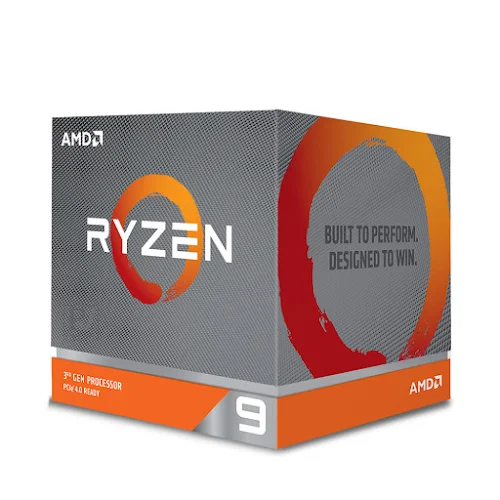 AMD
RYZEN
3RD GEN PROCESSOR
PCIe® 4.0 READY
9
BUILT TO PERFORM.
DESIGNED TO WIN.
AMD